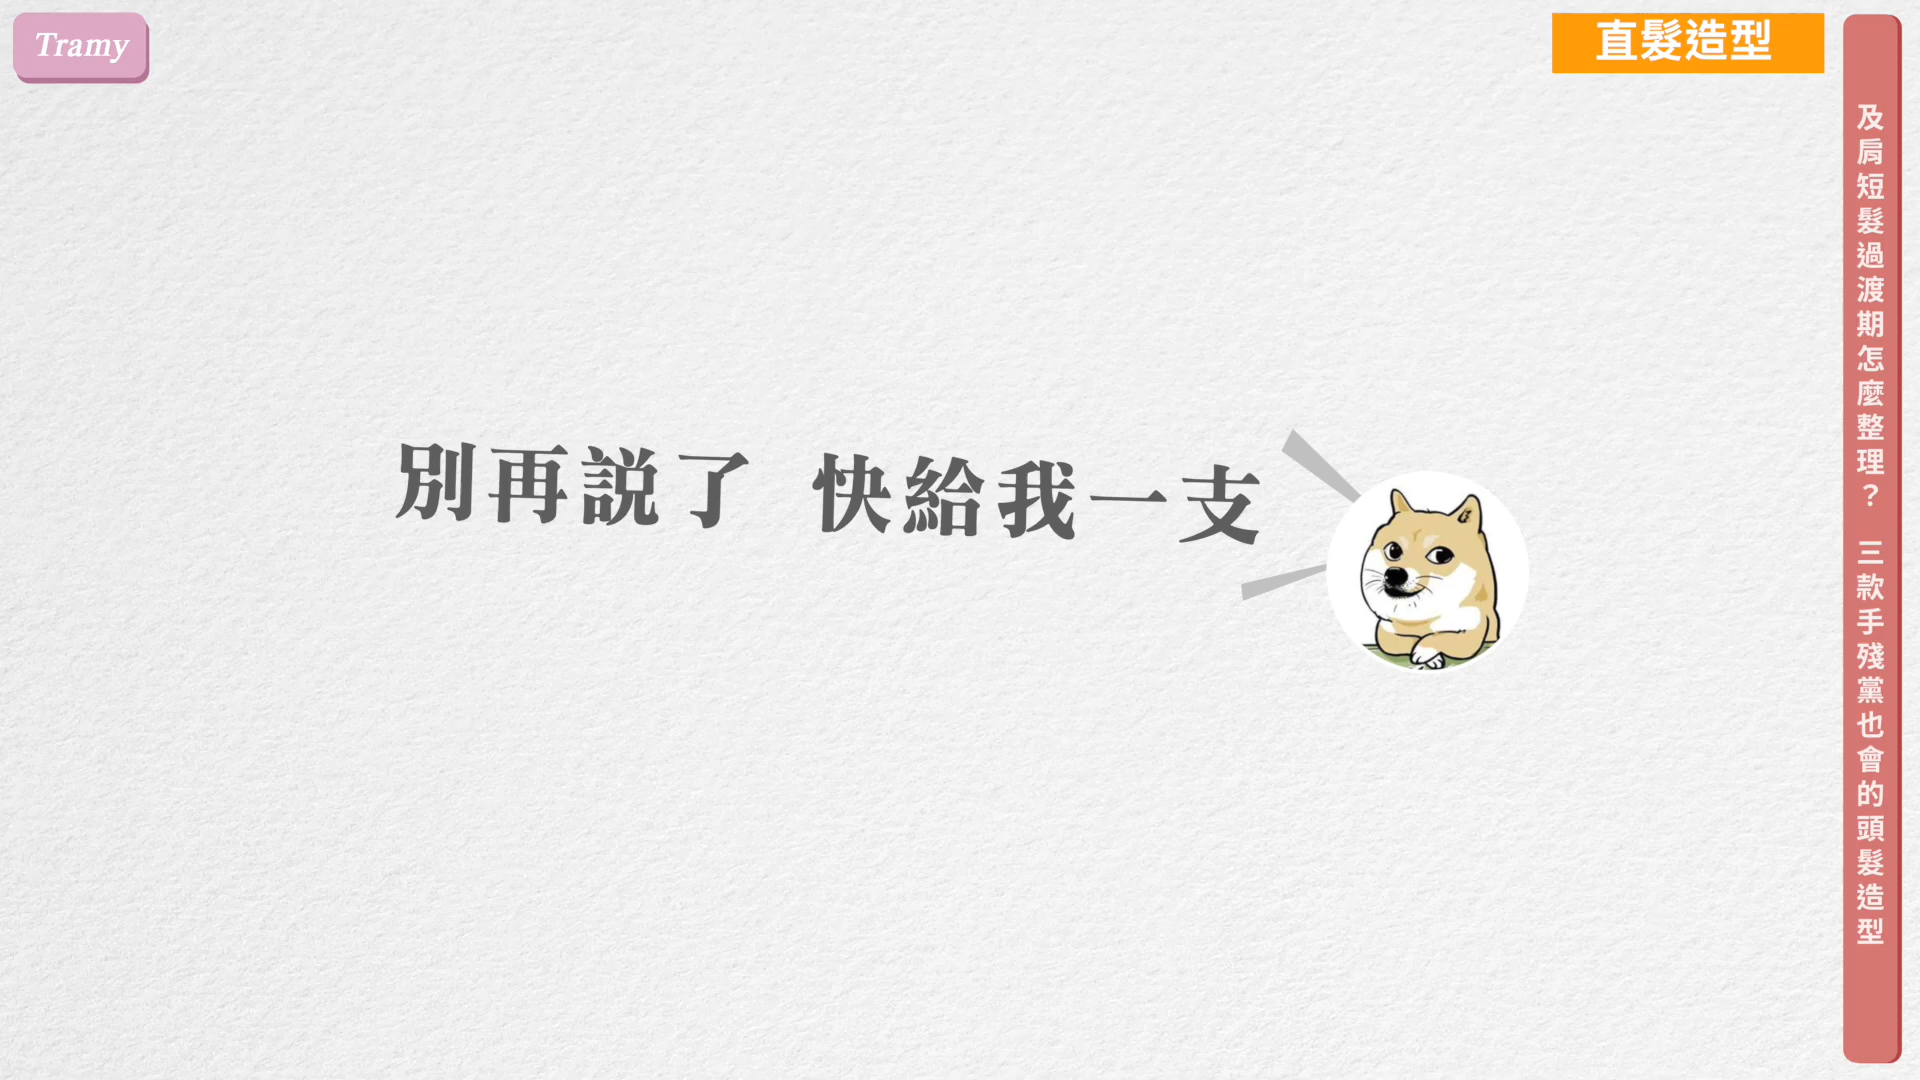 Tramy
直髮造型
別再説了 快給我一支
及肩短髮過渡期怎麼整理？ 三款手殘黨也會的頭髮造型